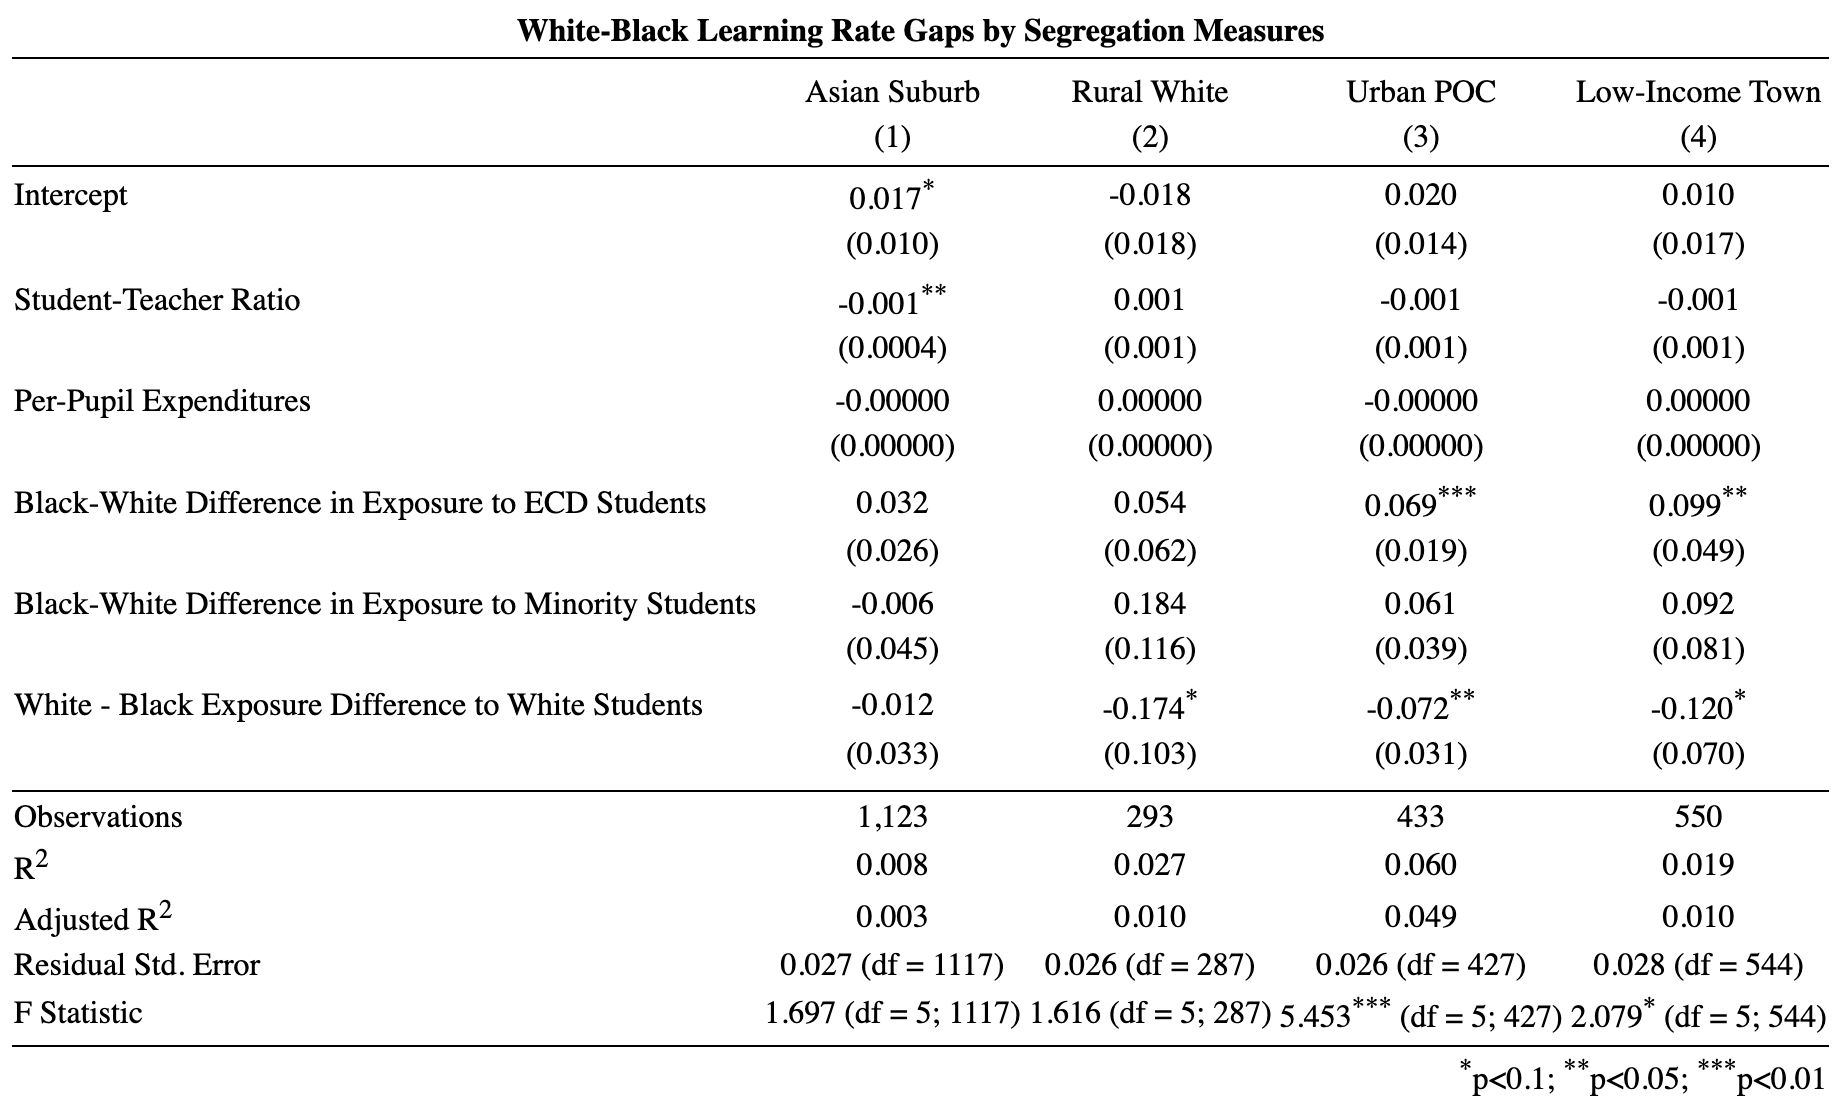 White-Black Learning Rate Gaps by Segregation Measures
Asian Suburb Rural White Urban POC Low-Income Town
(1) (2) (3) (4)
Intercept 0.017* -0.018 0.020 0.010
(0.010) (0.018) (0.014) (0.017)
Student-Teacher Ratio -0.001** 0.001 -0.001 -0.001
(0.0004) (0.001) (0.001) (0.001)
Per-Pupil Expenditures -0.00000 0.00000 -0.00000 0.00000
(0.00000) (0.00000) (0.00000) (0.00000)
Black-White Difference in Exposure to ECD Students 0.032 0.054 0.069*** 0.099**
(0.026) (0.062) (0.019) (0.049)
Black-White Difference in Exposure to Minority Students -0.006 0.184 0.061 0.092
(0.045) (0.116) (0.039) (0.081)
White - Black Exposure Difference to White Students -0.012 -0.174* -0.072** -0.120*
(0.033) (0.103) (0.031) (0.070)
Observations 1,123 293 433 550
R2 0.008 0.027 0.060 0.019
Adjusted R2 0.003 0.010 0.049 0.010
Residual Std. Error 0.027 (df = 1117) 0.026 (df = 287) 0.026 (df = 427) 0.028 (df = 544)
F Statistic 1.697 (df = 5; 1117) 1.616 (df = 5; 287) 5.453*** (df = 5; 427) 2.079* (df = 5; 544)
*p<0.1; **p<0.05; ***p<0.01